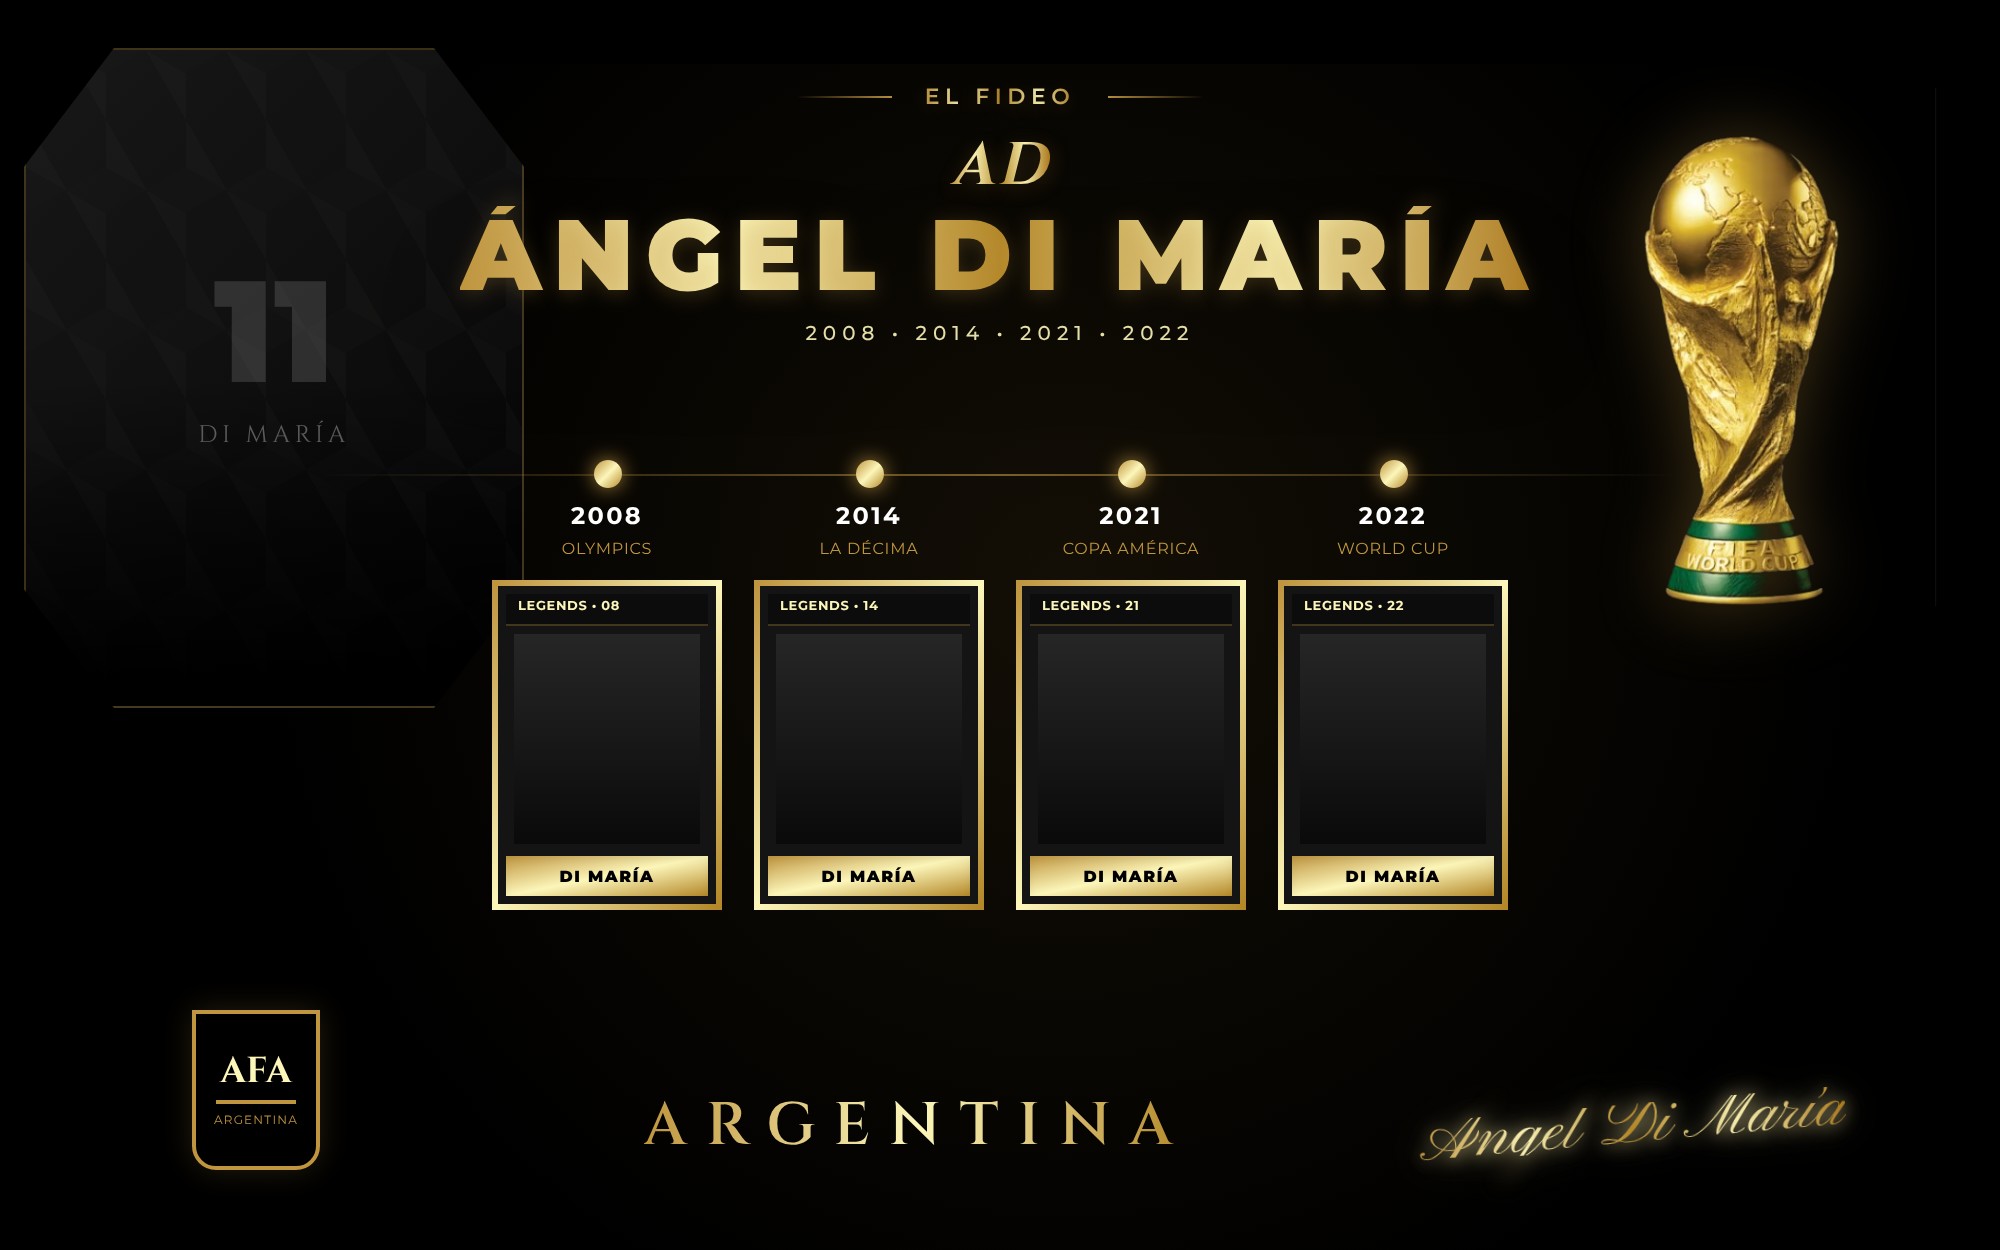 EL FIDEO
AD
ÁNGEL DI MARÍA
2008 • 2014 • 2021 • 2022
11
DI MARÍA
2008
OLYMPICS
2014
LA DÉCIMA
2021
COPA AMÉRICA
2022
WORLD CUP
FIFA
WORLD CUP
LEGENDS • 08
DI MARÍA
LEGENDS • 14
DI MARÍA
LEGENDS • 21
DI MARÍA
LEGENDS • 22
DI MARÍA
AFA
ARGENTINA
ARGENTINA
Angel Di María